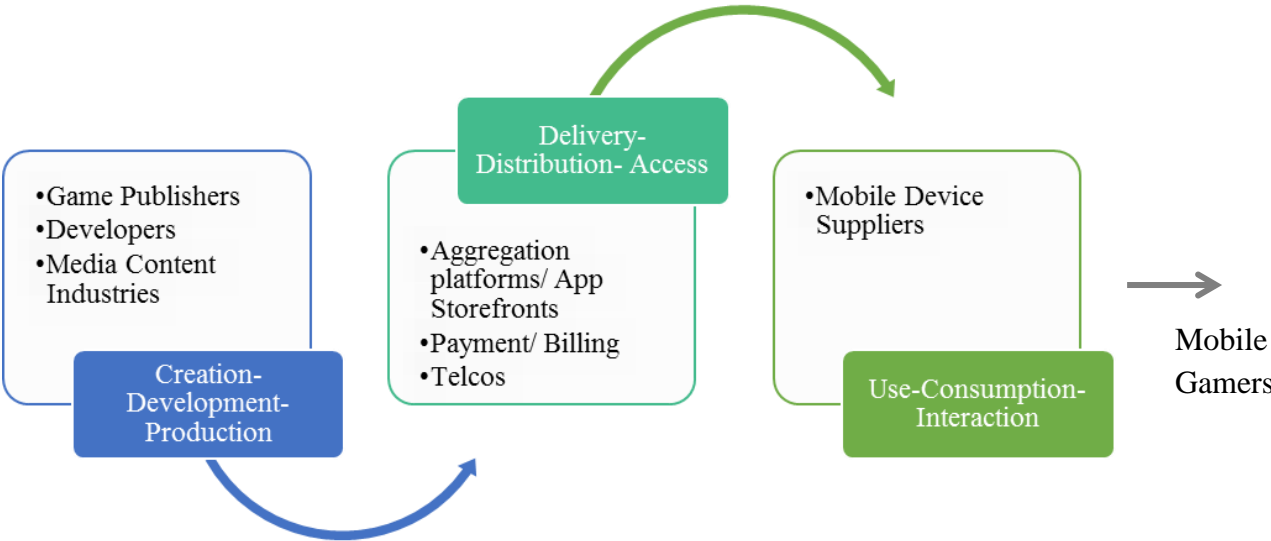 •Game Publishers
•Developers
•Media Content
Industries
Creation-
Development-
Production
Delivery-
Distribution- Access
•Aggregation
platforms/ App
Storefronts
•Payment/ Billing
•Telcos
•Mobile Device
Suppliers
Use-Consumption-
Interaction
Mobile
Gamers